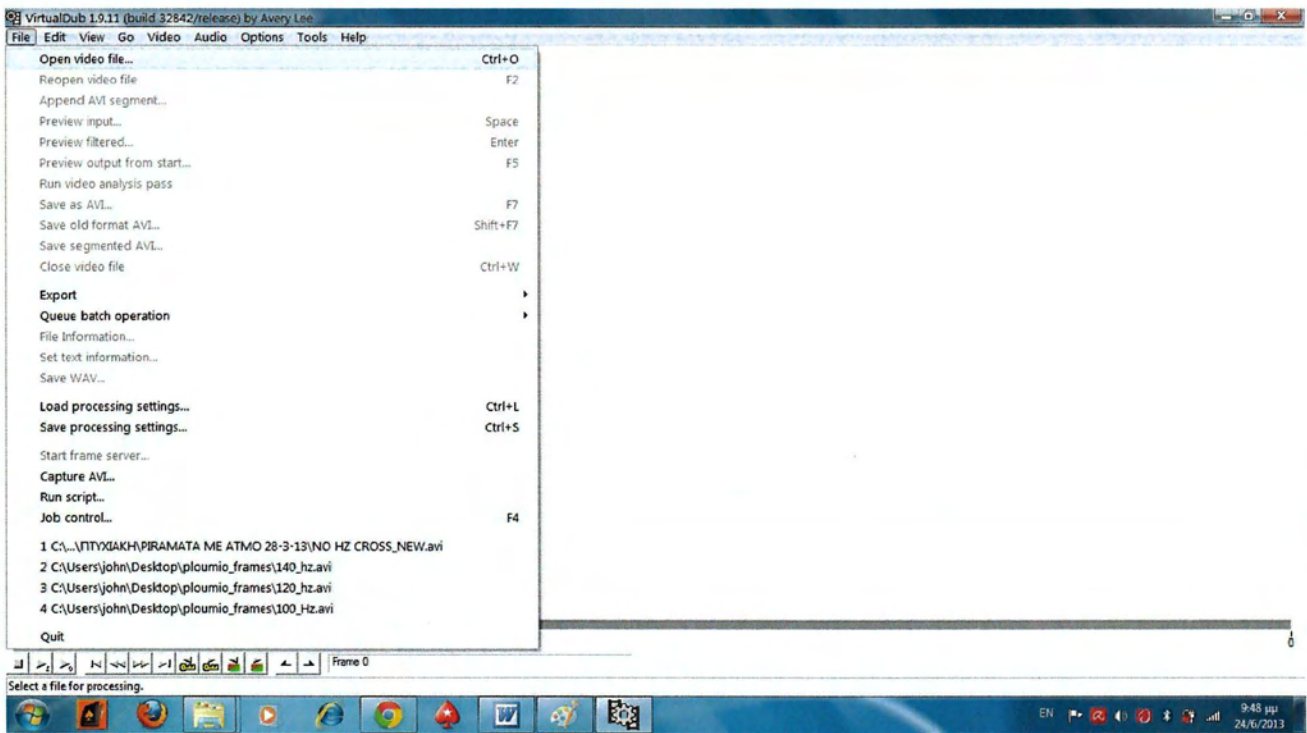 VirtualDub 1.9.11 (build 32842/release) by Avery Lee
File Edit View Go Video Audio Options Tools Help
Open video file... Ctrl+O
Reopen video file F2
Append AVI segment...
Preview input... Space
Preview filtered... Enter
Preview output from start... F5
Run video analysis pass
Save as AVI... F7
Save old format AVI... Shift+F7
Save segmented AVI...
Close video file Ctrl+W
Export
Queue batch operation
File Information...
Set text information...
Save WAV...
Load processing settings... Ctrl+L
Save processing settings... Ctrl+S
Start frame server...
Capture AVI...
Run script...
Job control... F4
1 C:\...\ΠΤΥΧΙΑΚΗ\PIRAMATA ME ATMO 28-3-13\NO HZ CROSS_NEW.avi
2 C:\Users\john\Desktop\ploumio_frames\140_hz.avi
3 C:\Users\john\Desktop\ploumio_frames\120_hz.avi
4 C:\Users\john\Desktop\ploumio_frames\100_Hz.avi
Quit
0
Frame 0
Select a file for processing.
EN 9:48 μμ
24/6/2013